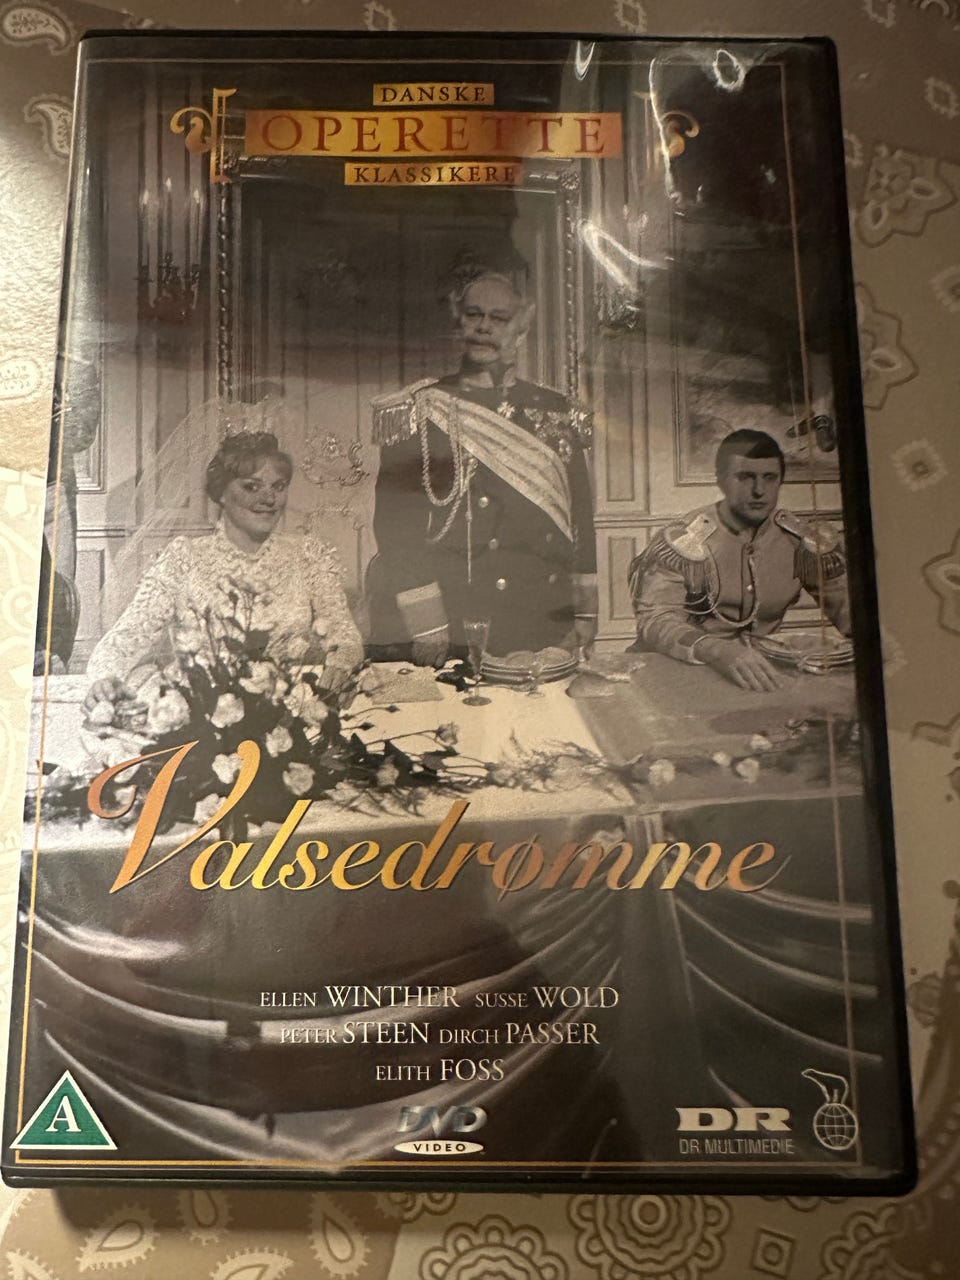 DANSKE
OPERETTE
KLASSIKERE
Valsedrømme
ELLEN WINTHER SUSSE WOLD
PETER STEEN DIRCH PASSER
ELITH FOSS
A
DVD
VIDEO
DR
DR MULTIMEDIE